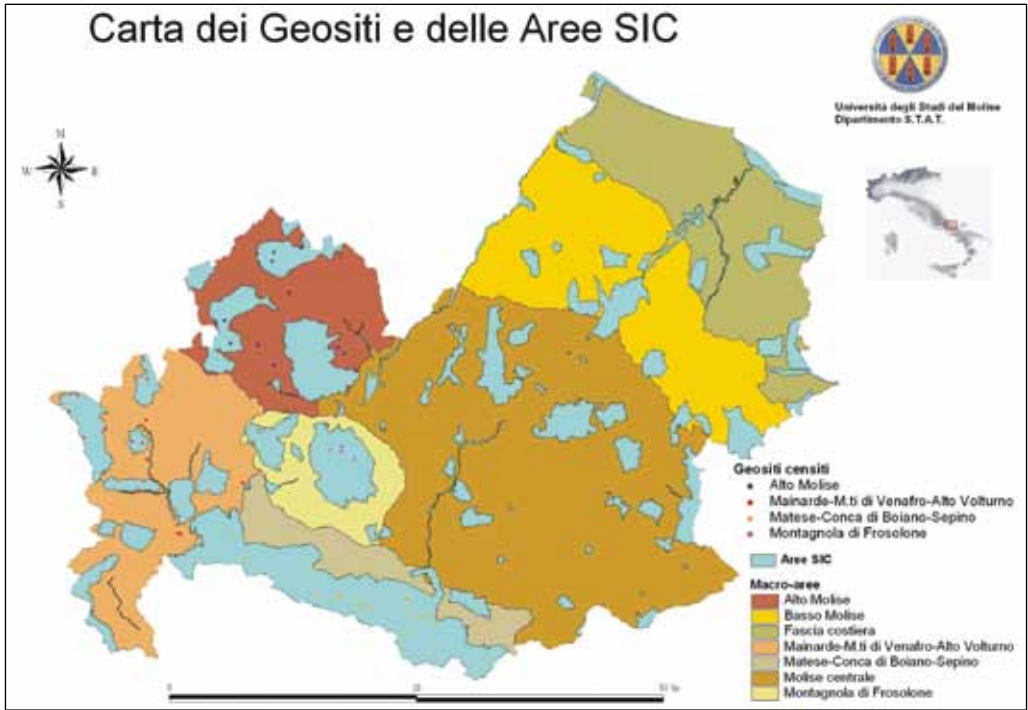 Carta dei Geositi e delle Aree SIC
Università degli Studi del Molise
Dipartimento S.T.A.T.
N
W E
S
Geositi censiti
Alto Molise
Mainarde-M.ti di Venafro-Alto Volturno
Matese-Conca di Boiano-Sepino
Montagnola di Frosolone
Aree SIC
Macro-aree
Alto Molise
Basso Molise
Fascia costiera
Mainarde-M.ti di Venafro-Alto Volturno
Matese-Conca di Boiano-Sepino
Molise centrale
Montagnola di Frosolone